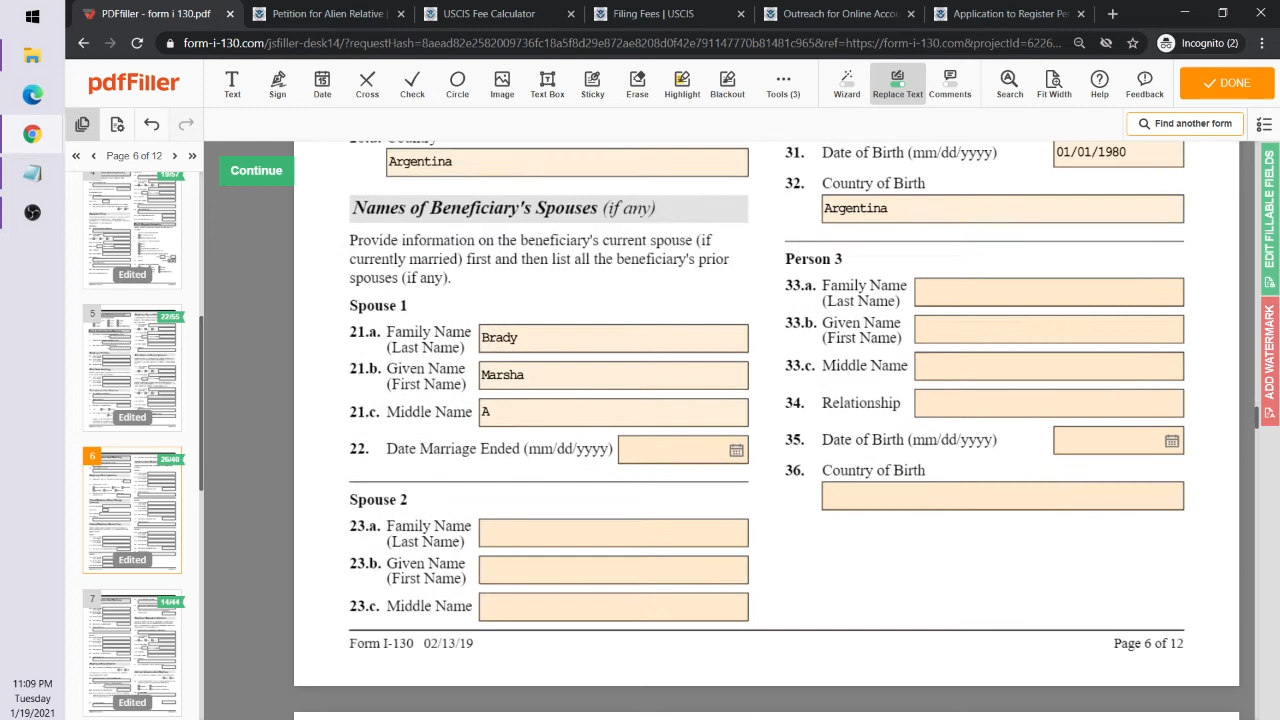 PDFfiller - form i 130.pdf
Petition for Alien Relative |
USCIS Fee Calculator
Filing Fees | USCIS
Outreach for Online Accou
Application to Register Pe
form-i-130.com/jsfiller-desk14/?requestHash=8aead82e2582009736fc18a5f8d29e872ae8208d0f42e791147770b81481c965&ref=https://form-i-130.com/&projectId=6226...
Incognito (2)
pdfFiller
Text
Sign
Date
Cross
Check
Circle
Image
Text Box
Sticky
Erase
Highlight
Blackout
Tools (3)
Wizard
Replace Text
Comments
Search
Fit Width
Help
Feedback
DONE
Find another form
Page 6 of 12
Continue
EDIT FILLABLE FIELDS
ADD WATERMARK
19/67
Edited
5
22/55
Edited
6
26/40
Edited
7
14/44
Edited
Country
Argentina
Names of Beneficiary's Spouses (if any)
Provide information on the beneficiary's current spouse (if
currently married) first and then list all the beneficiary's prior
spouses (if any).
Spouse 1
21.a. Family Name
(Last Name)
Brady
21.b. Given Name
(First Name)
Marsha
21.c. Middle Name
A
22. Date Marriage Ended (mm/dd/yyyy)
Spouse 2
23.a. Family Name
(Last Name)
23.b. Given Name
(First Name)
23.c. Middle Name
31. Date of Birth (mm/dd/yyyy)
01/01/1980
32. Country of Birth
Argentina
Person 3
33.a. Family Name
(Last Name)
33.b. Given Name
(First Name)
33.c. Middle Name
34. Relationship
35. Date of Birth (mm/dd/yyyy)
36. Country of Birth
Form I-130 02/13/19
Page 6 of 12
11:09 PM
Tuesday
1/19/2021